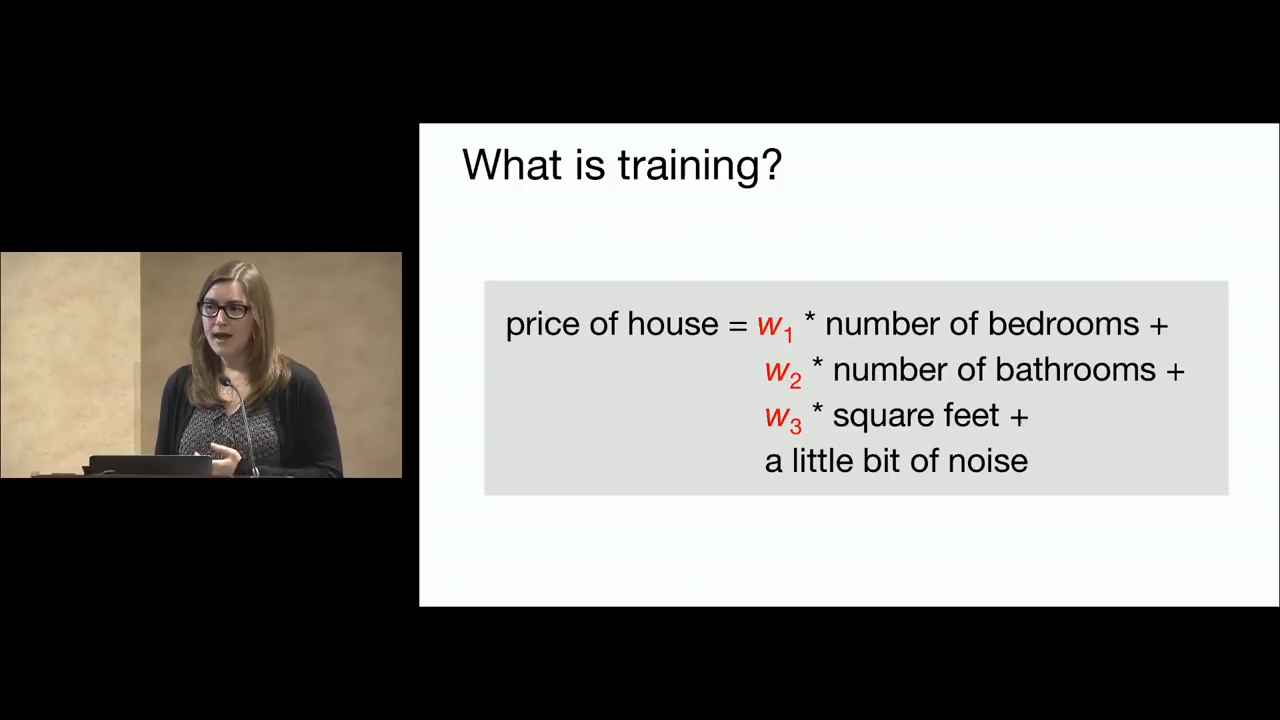 What is training?
price of house = w1 * number of bedrooms +
w2 * number of bathrooms +
w3 * square feet +
a little bit of noise